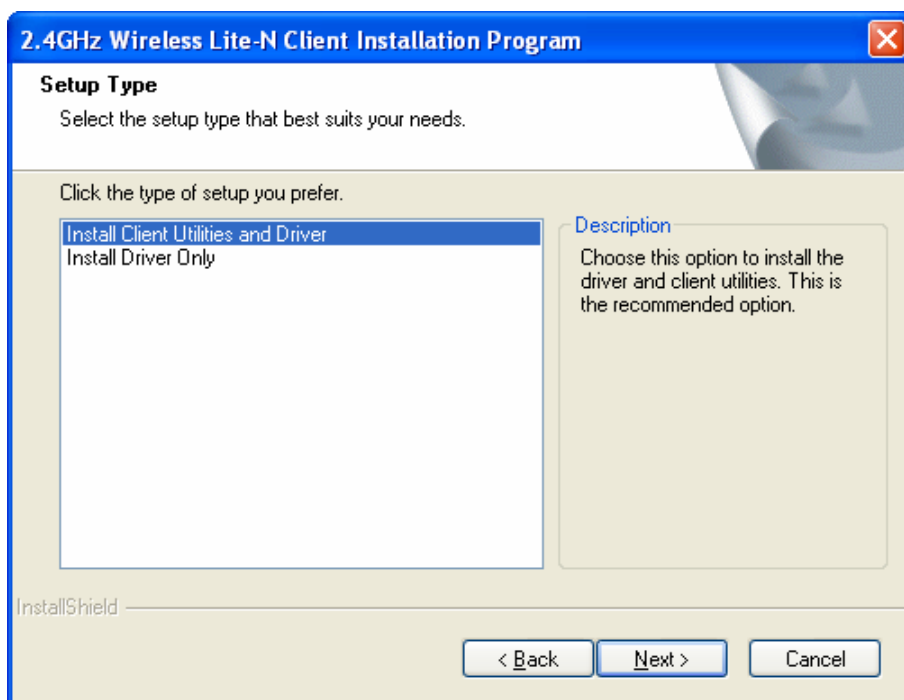 2.4GHz Wireless Lite-N Client Installation Program
Setup Type
Select the setup type that best suits your needs.
Click the type of setup you prefer.
Install Client Utilities and Driver
Install Driver Only
Description
Choose this option to install the
driver and client utilities. This is
the recommended option.
InstallShield
< Back
Next >
Cancel